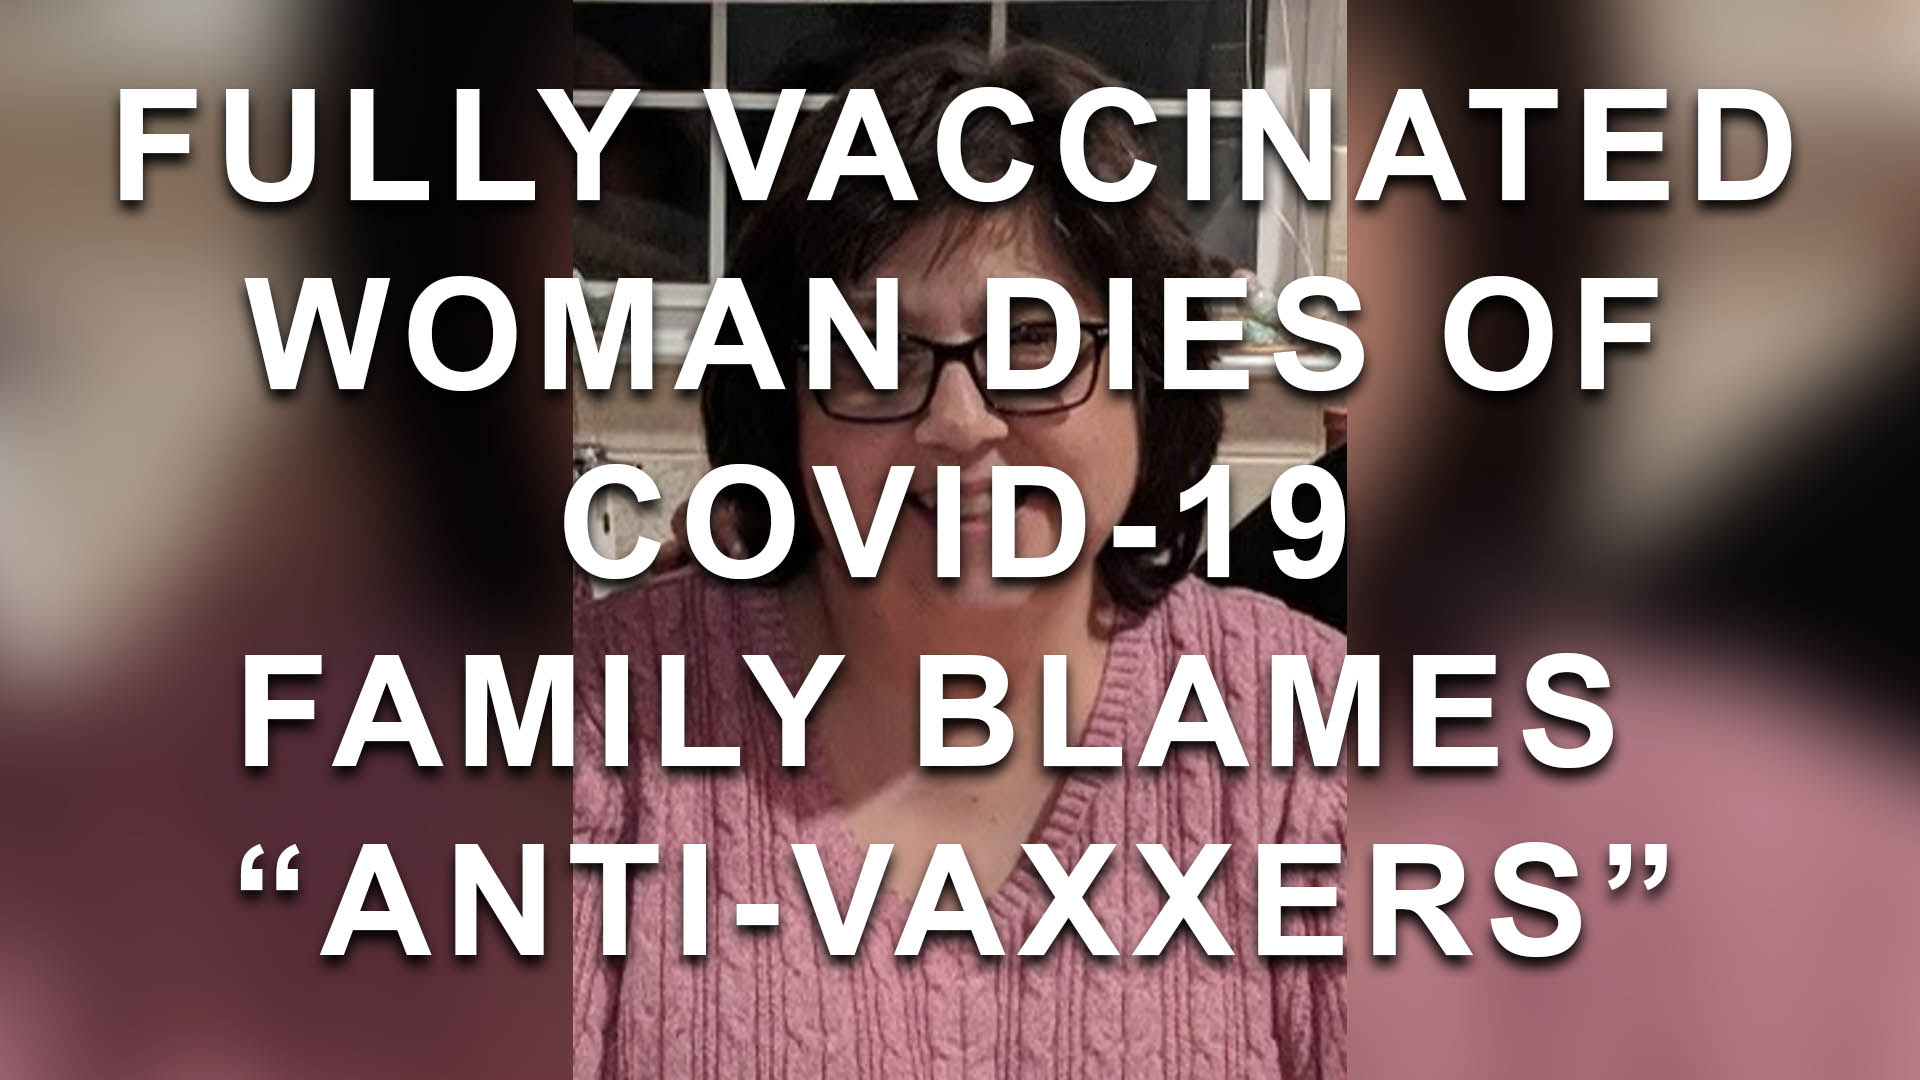 FULLY VACCINATED
WOMAN DIES OF
COVID-19
FAMILY BLAMES
“ANTI-VAXXERS”